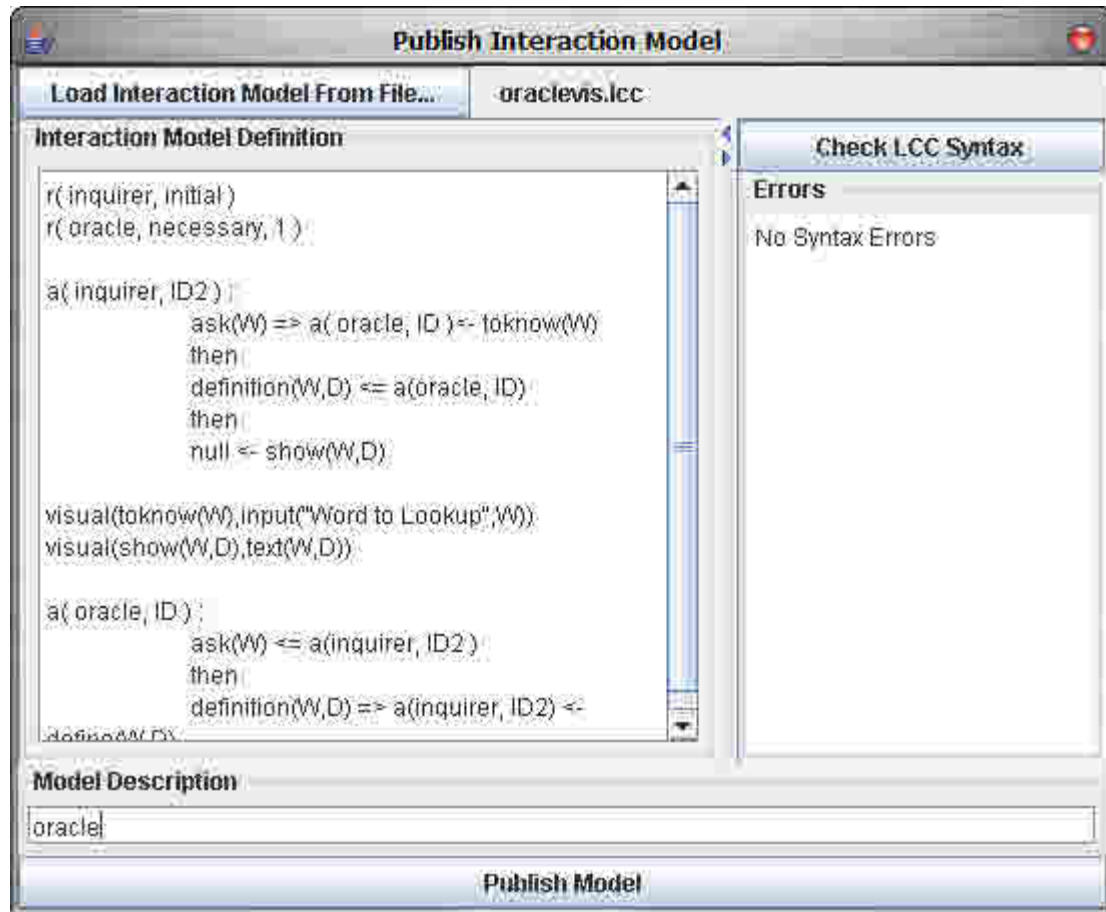 Publish Interaction Model
Load Interaction Model From File...
oraclevis.lcc
Interaction Model Definition
r( inquirer, initial )
r( oracle, necessary, 1 )
a( inquirer, ID2 ) :
ask(W) => a( oracle, ID )<- toknow(W)
then
definition(W,D) <= a(oracle, ID)
then
null <- show(W,D)
visual(toknow(W),input("Word to Lookup",W))
visual(show(W,D),text(W,D))
a( oracle, ID ) :
ask(W) <= a(inquirer, ID2 )
then
definition(W,D) => a(inquirer, ID2) <-
define(W,D)
Check LCC Syntax
Errors
No Syntax Errors
Model Description
oracle
Publish Model